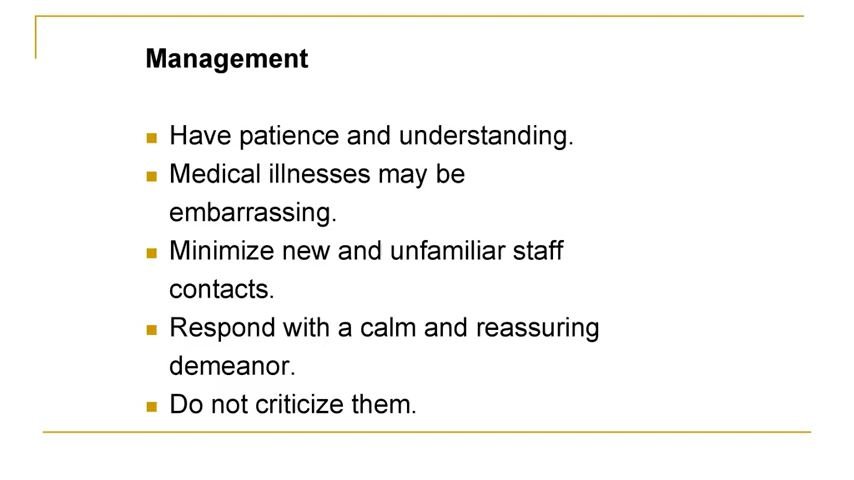 Management
Have patience and understanding.
Medical illnesses may be
embarrassing.
Minimize new and unfamiliar staff
contacts.
Respond with a calm and reassuring
demeanor.
Do not criticize them.